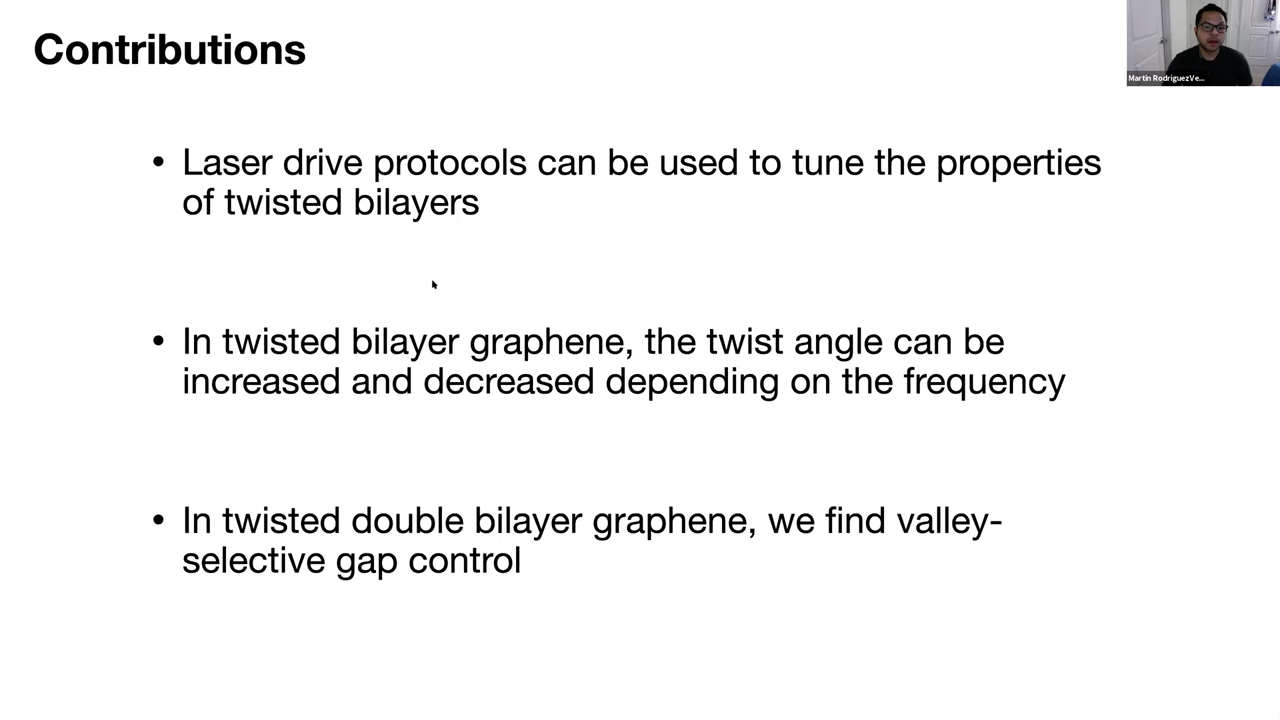 Contributions
Martin RodriguezVe...
• Laser drive protocols can be used to tune the properties
of twisted bilayers
• In twisted bilayer graphene, the twist angle can be
increased and decreased depending on the frequency
• In twisted double bilayer graphene, we find valley-
selective gap control